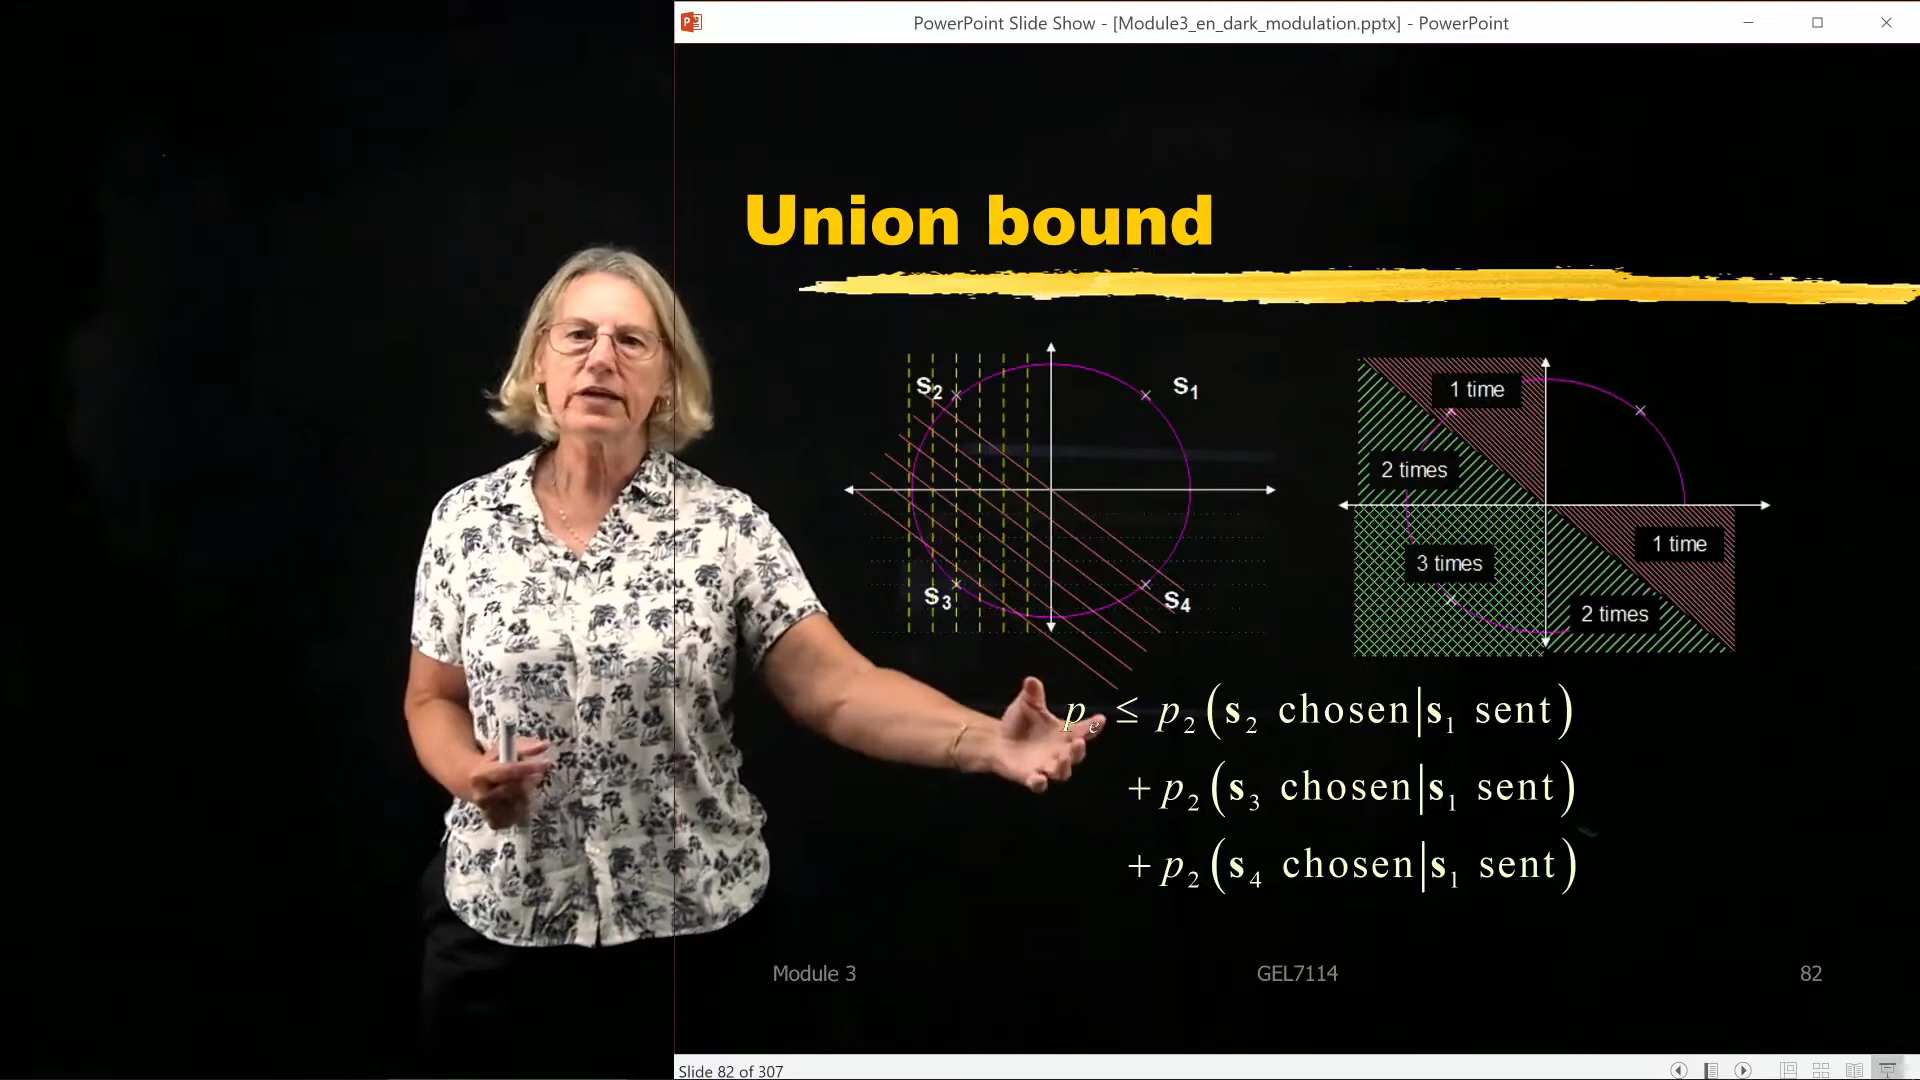 PowerPoint Slide Show - [Module3_en_dark_modulation.pptx] - PowerPoint
Union bound
s2
s1
s3
s4
1 time
2 times
3 times
1 time
2 times
pe ≤ p2 (s2 chosen|s1 sent)
+ p2 (s3 chosen|s1 sent)
+ p2 (s4 chosen|s1 sent)
Module 3
GEL7114
82
Slide 82 of 307